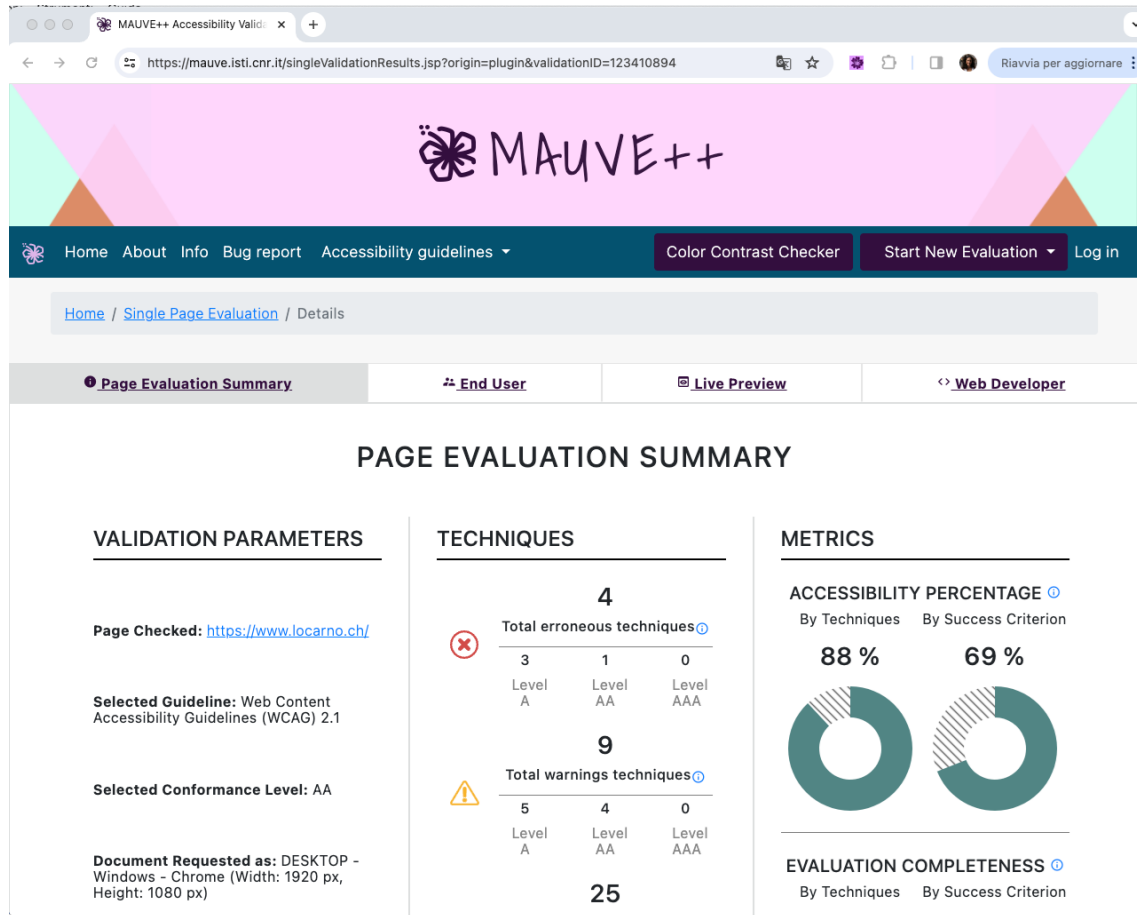 MAUVE++ Accessibility Valid
https://mauve.isti.cnr.it/singleValidationResults.jsp?origin=plugin&validationID=123410894
Riavvia per aggiornare
MAUVE++
Home About Info Bug report Accessibility guidelines
Color Contrast Checker
Start New Evaluation
Log in
Home / Single Page Evaluation / Details
Page Evaluation Summary
End User
Live Preview
Web Developer
PAGE EVALUATION SUMMARY
VALIDATION PARAMETERS
Page Checked: https://www.locarno.ch/
Selected Guideline: Web Content
Accessibility Guidelines (WCAG) 2.1
Selected Conformance Level: AA
Document Requested as: DESKTOP -
Windows - Chrome (Width: 1920 px,
Height: 1080 px)
TECHNIQUES
4
Total erroneous techniques
3 1 0
Level Level Level
A AA AAA
9
Total warnings techniques
5 4 0
Level Level Level
A AA AAA
25
METRICS
ACCESSIBILITY PERCENTAGE
By Techniques By Success Criterion
88 % 69 %
EVALUATION COMPLETENESS
By Techniques By Success Criterion